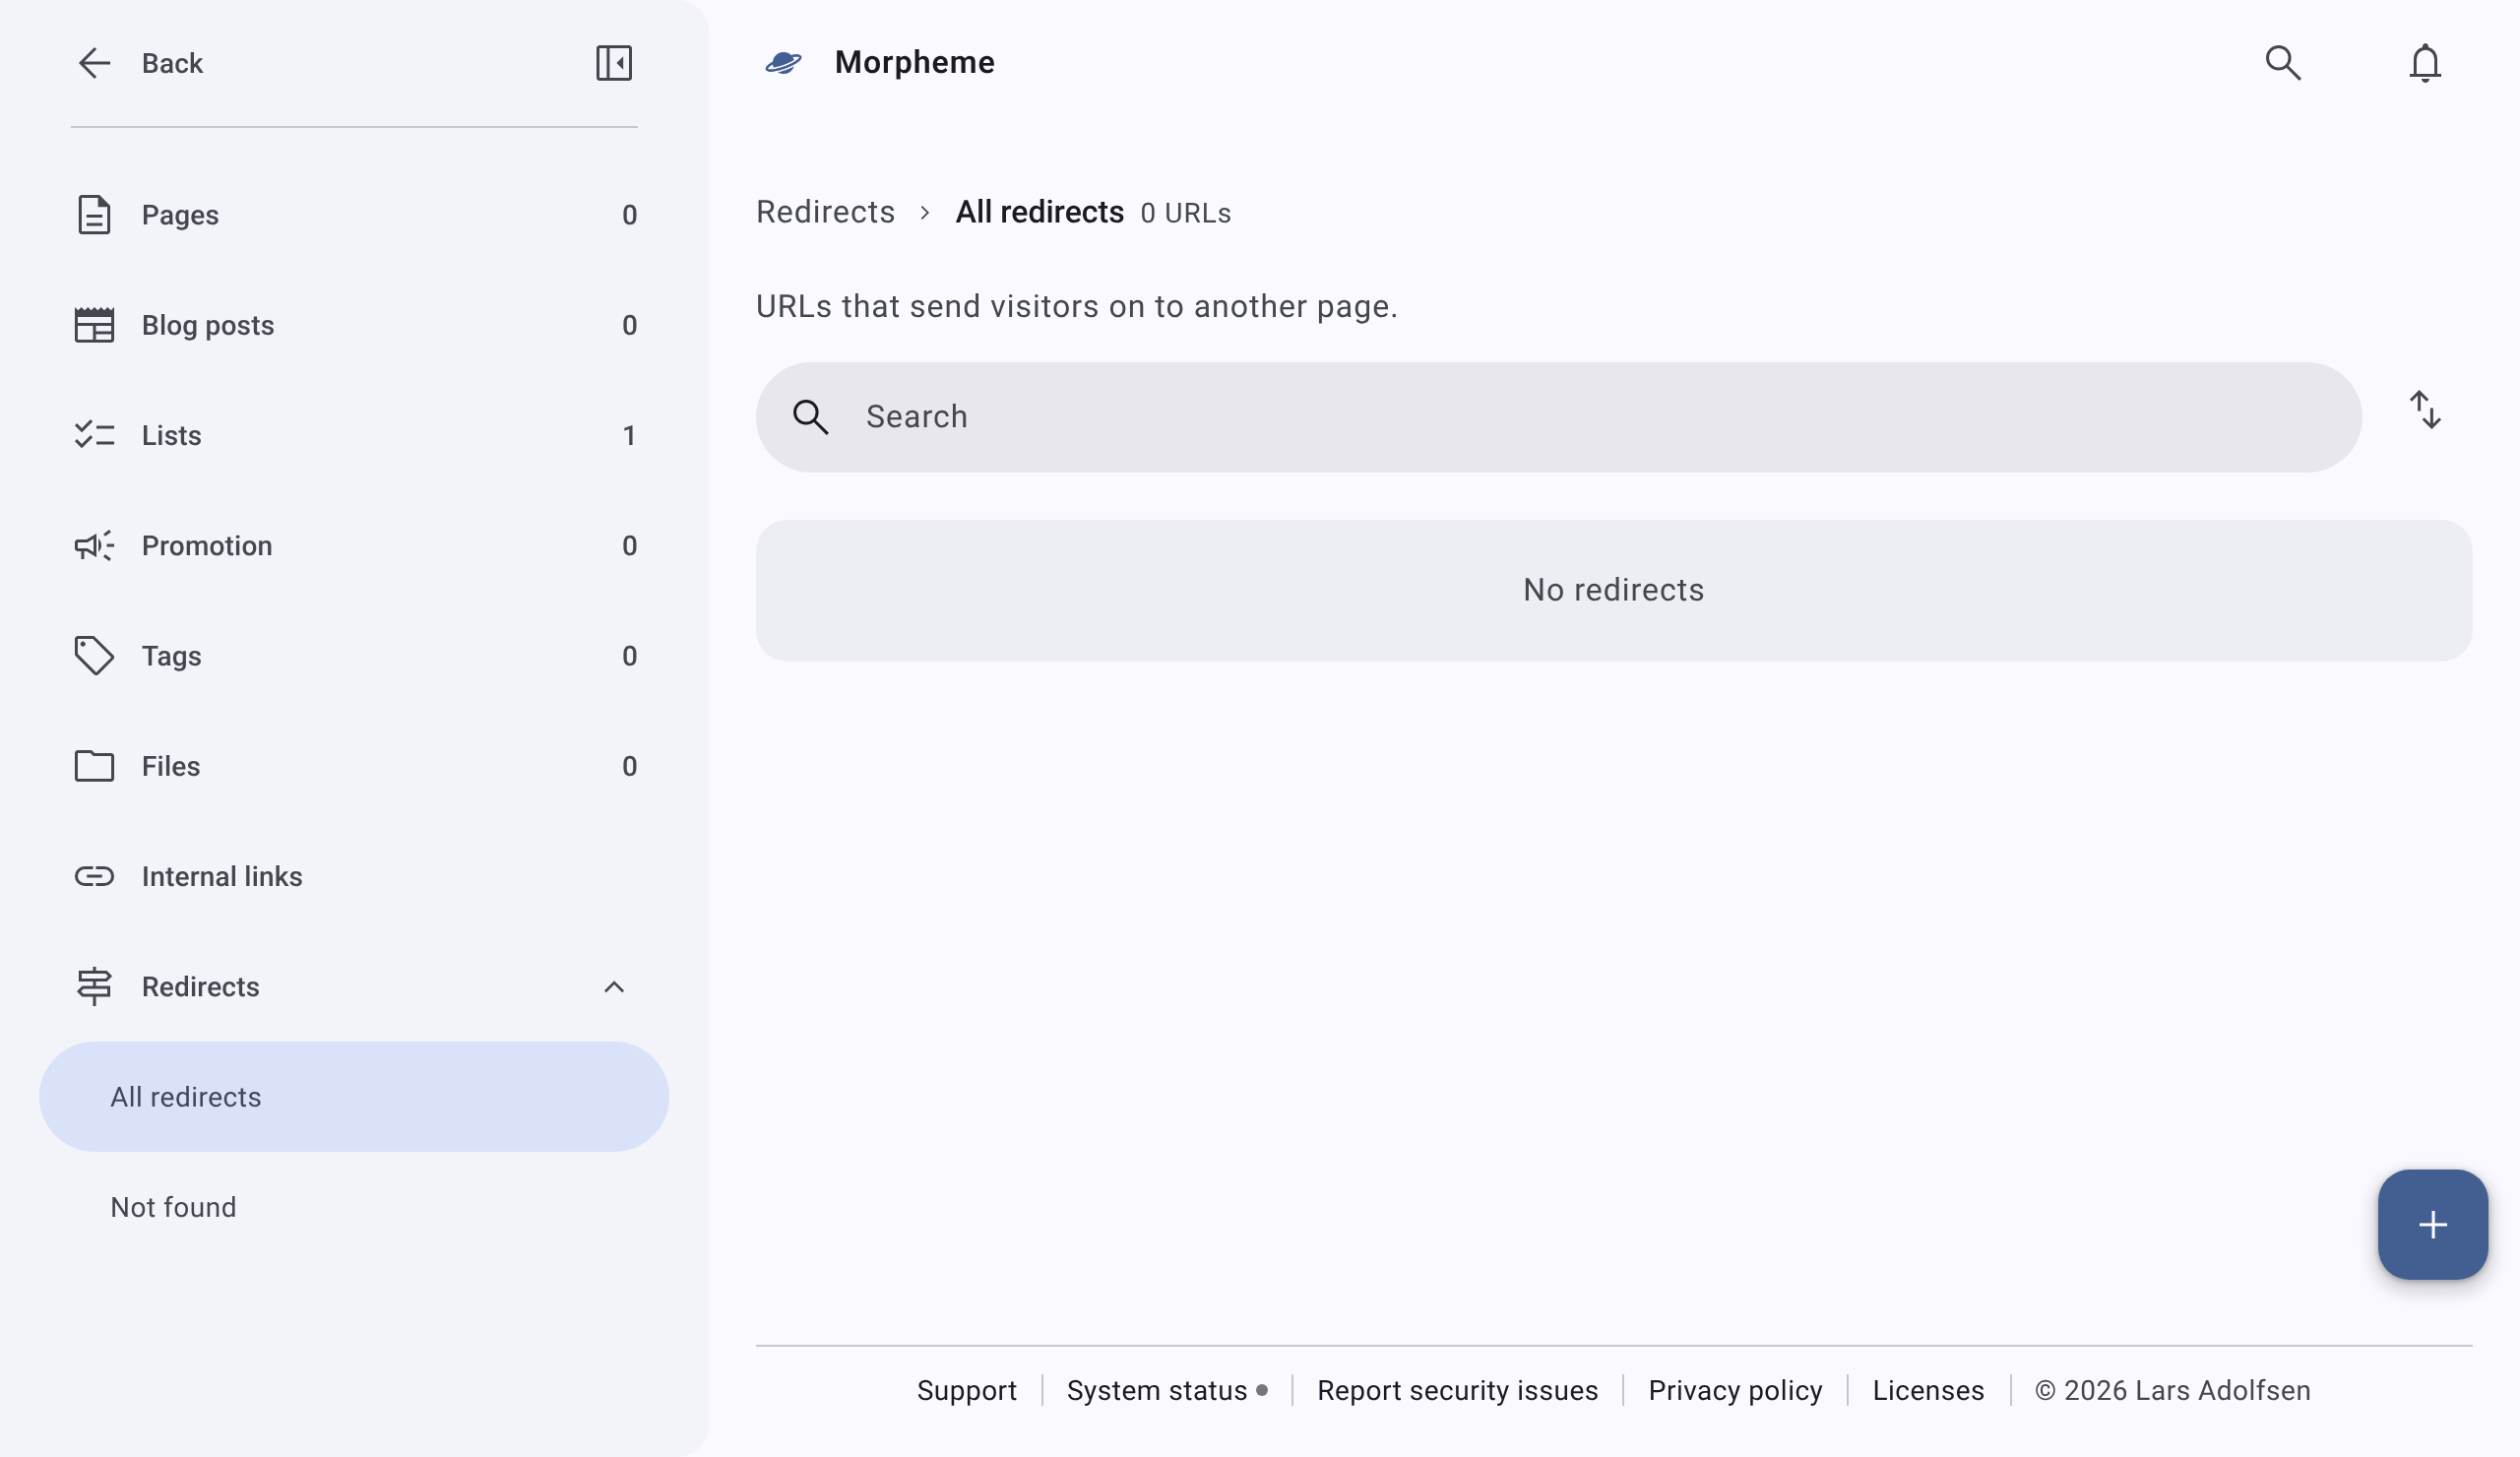 Back
Pages 0
Blog posts 0
Lists 1
Promotion 0
Tags 0
Files 0
Internal links
Redirects
All redirects
Not found
Morpheme
Redirects › All redirects 0 URLs
URLs that send visitors on to another page.
Search
No redirects
Support | System status | Report security issues | Privacy policy | Licenses | © 2026 Lars Adolfsen